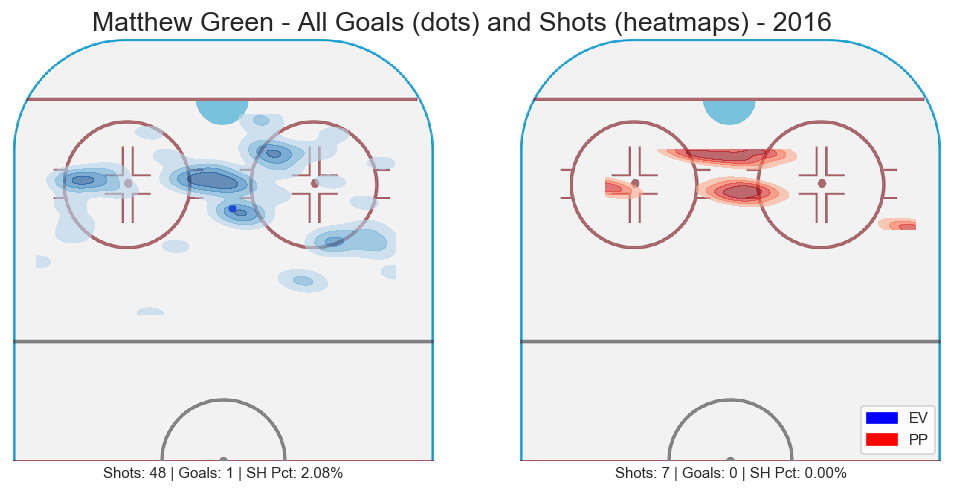 Matthew Green - All Goals (dots) and Shots (heatmaps) - 2016
EV
PP
Shots: 48 | Goals: 1 | SH Pct: 2.08%
Shots: 7 | Goals: 0 | SH Pct: 0.00%